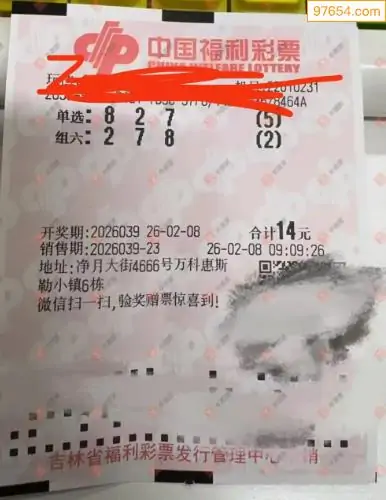 97654.com
中国福利彩票
CHINA WELFARE LOTTERY
单选: 8 2 7 (5)
组六: 2 7 8 (2)
开奖期:2026039 26-02-08 合计14元
销售期:2026039-23 26-02-08 09:09:26
地址:净月大街4666号万科惠斯
勒小镇6栋
微信扫一扫,验奖赠票惊喜到!
吉林省福利彩票发行管理中心 销